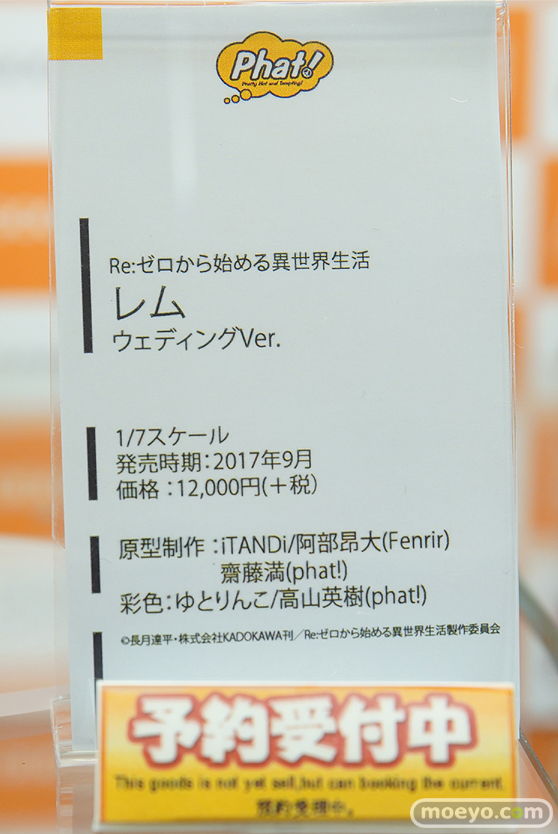 Phat!
Pretty Hot and Tempting!
Re:ゼロから始める異世界生活
レム
ウェディングVer.
1/7スケール
発売時期:2017年9月
価格:12,000円(+税)
原型制作:iTANDi/阿部昂大(Fenrir)
齋藤満(phat!)
彩色:ゆとりんこ/高山英樹(phat!)
©長月達平・株式会社KADOKAWA刊/Re:ゼロから始める異世界生活製作委員会
予約受付中
This goods is not yet sell,but can booking the current.
预约受理中。
moeyo.com